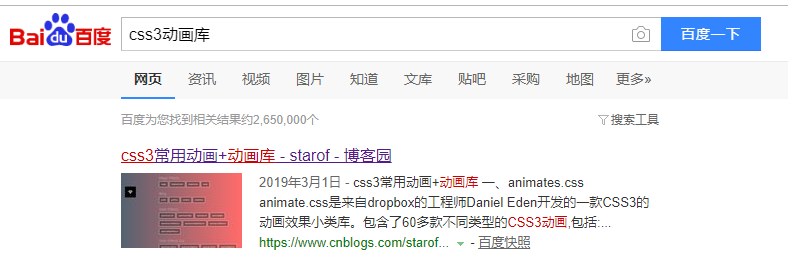 Bai du 百度 css3动画库 百度一下
网页 资讯 视频 图片 知道 文库 贴吧 采购 地图 更多»
百度为您找到相关结果约2,650,000个 搜索工具
css3常用动画+动画库 - starof - 博客园
2019年3月1日 - css3常用动画+动画库 一、animates.css
animate.css是来自dropbox的工程师Daniel Eden开发的一款CSS3的
动画效果小类库。包含了60多款不同类型的CSS3动画,包括:...
https://www.cnblogs.com/starof... - 百度快照